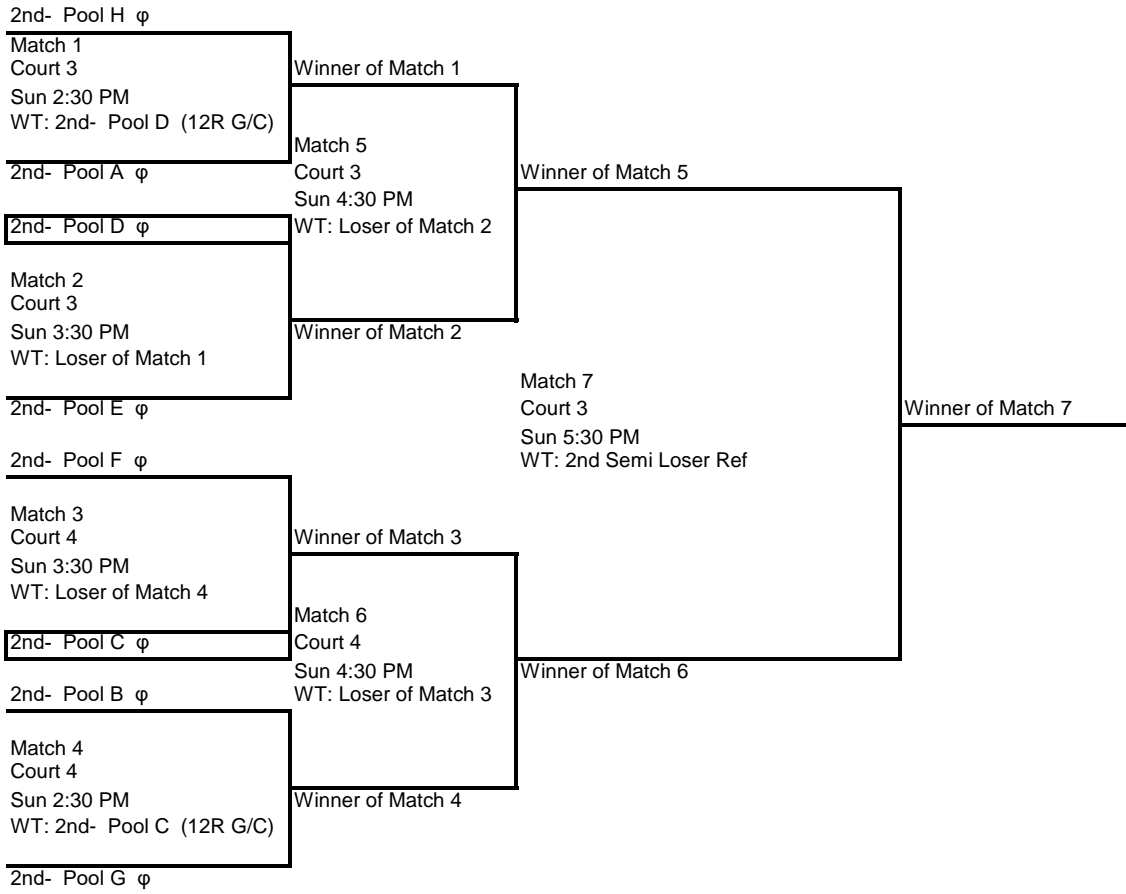 2nd- Pool H φ
Match 1
Court 3
Sun 2:30 PM
WT: 2nd- Pool D (12R G/C)
2nd- Pool A φ
2nd- Pool D φ
Match 2
Court 3
Sun 3:30 PM
WT: Loser of Match 1
2nd- Pool E φ
2nd- Pool F φ
Match 3
Court 4
Sun 3:30 PM
WT: Loser of Match 4
2nd- Pool C φ
2nd- Pool B φ
Match 4
Court 4
Sun 2:30 PM
WT: 2nd- Pool C (12R G/C)
2nd- Pool G φ
Winner of Match 1
Match 5
Court 3
Sun 4:30 PM
WT: Loser of Match 2
Winner of Match 2
Winner of Match 3
Match 6
Court 4
Sun 4:30 PM
WT: Loser of Match 3
Winner of Match 4
Winner of Match 5
Match 7
Court 3
Sun 5:30 PM
WT: 2nd Semi Loser Ref
Winner of Match 6
Winner of Match 7